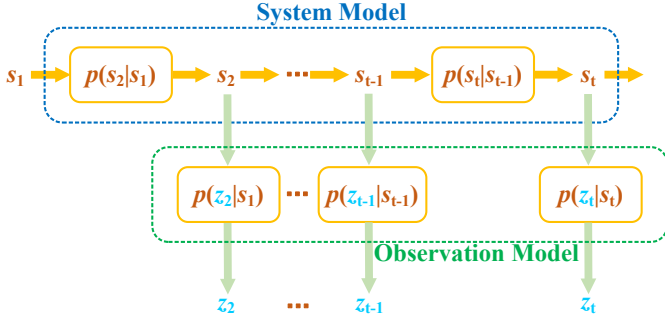 System Model
s₁ p(s₂|s₁) s₂ ... sₜ₋₁ p(sₜ|sₜ₋₁) sₜ
p(z₂|s₁) ... p(zₜ₋₁|sₜ₋₁) p(zₜ|sₜ)
Observation Model
z₂ ... zₜ₋₁ zₜ